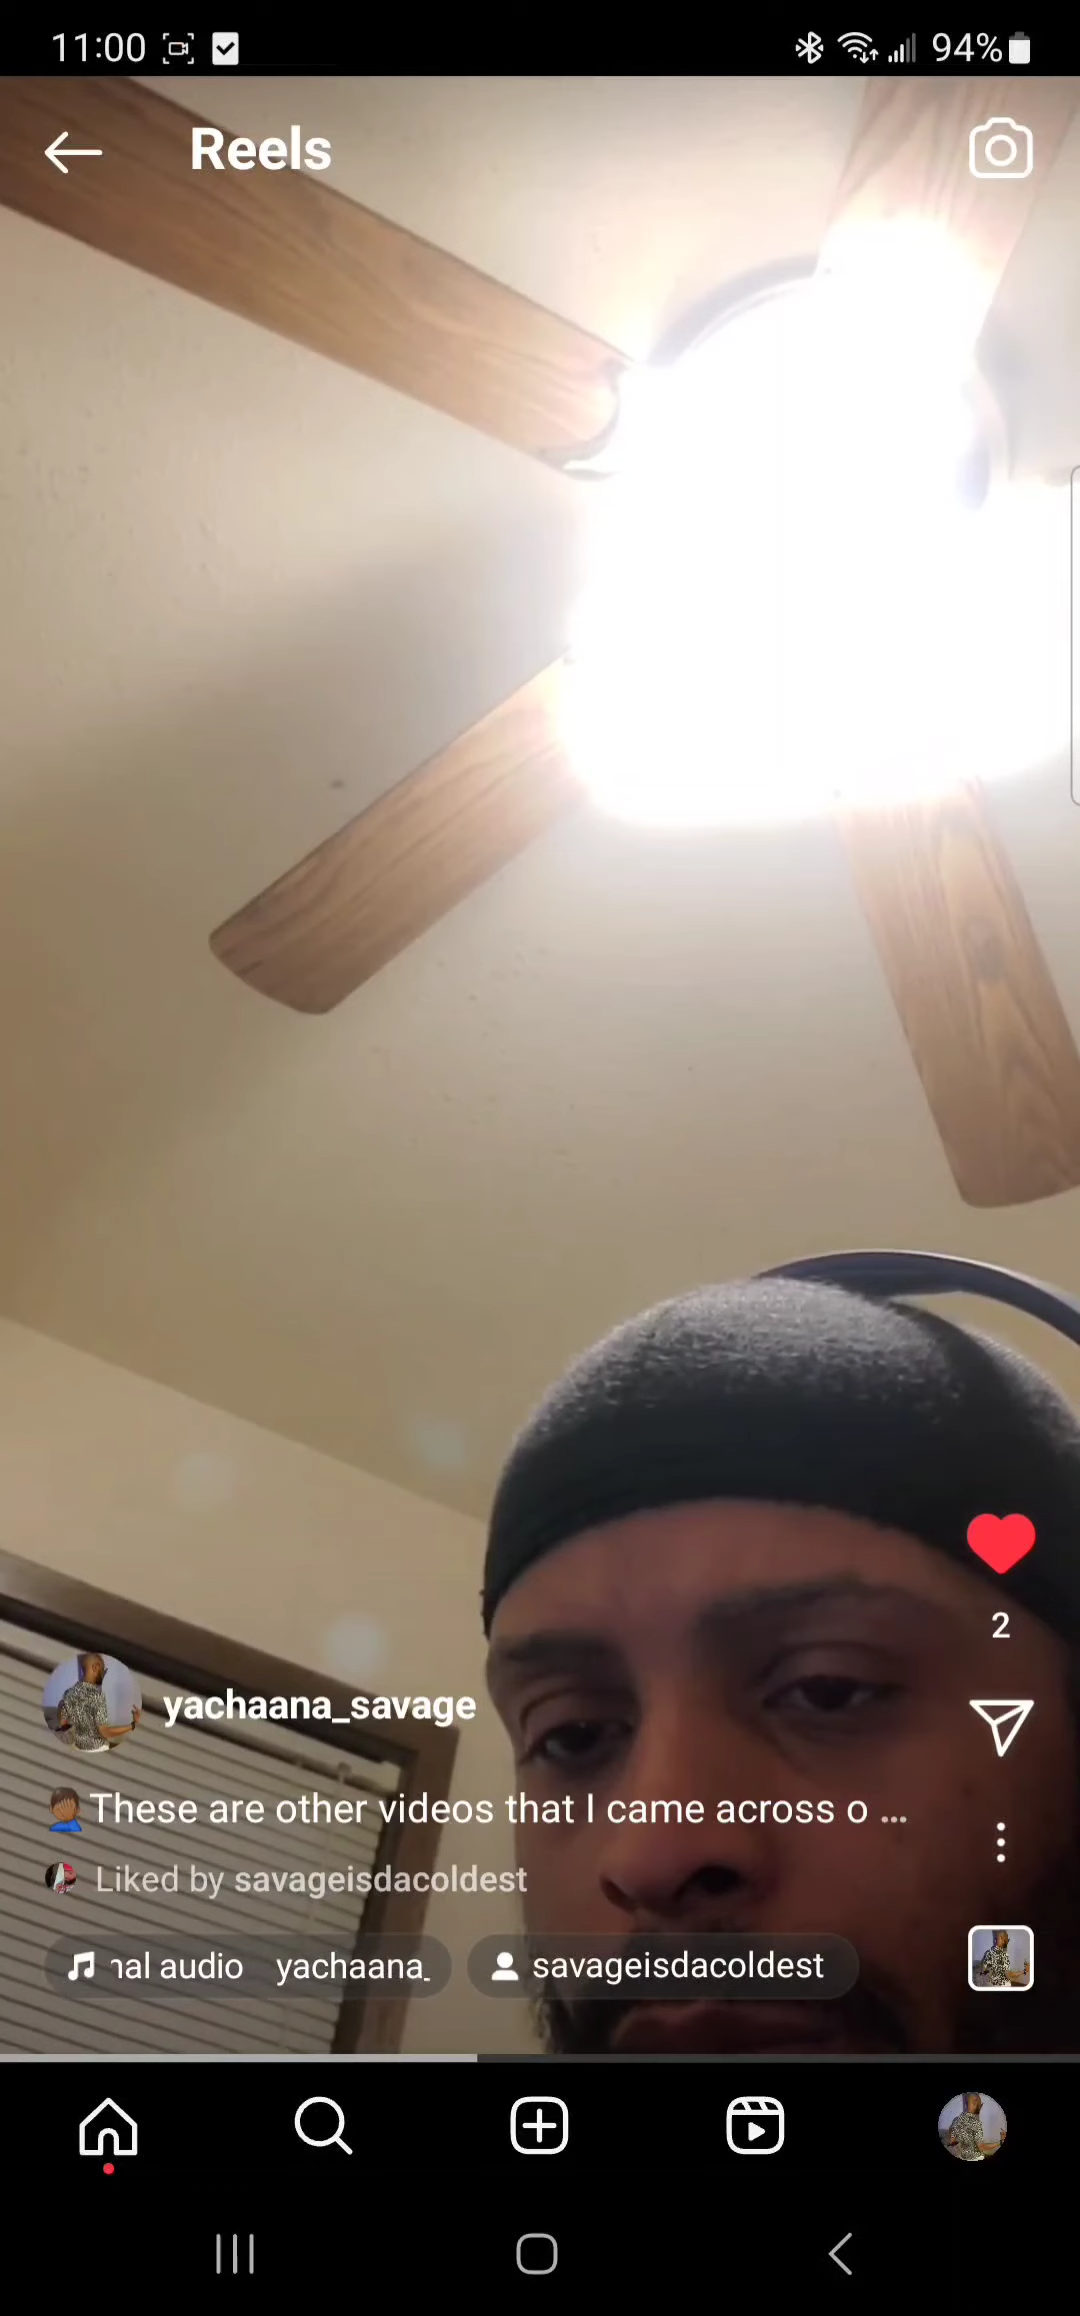 11:00
94%
Reels
2
yachaana_savage
These are other videos that I came across o ...
Liked by savageisdacoldest
nal audio yachaana_
savageisdacoldest